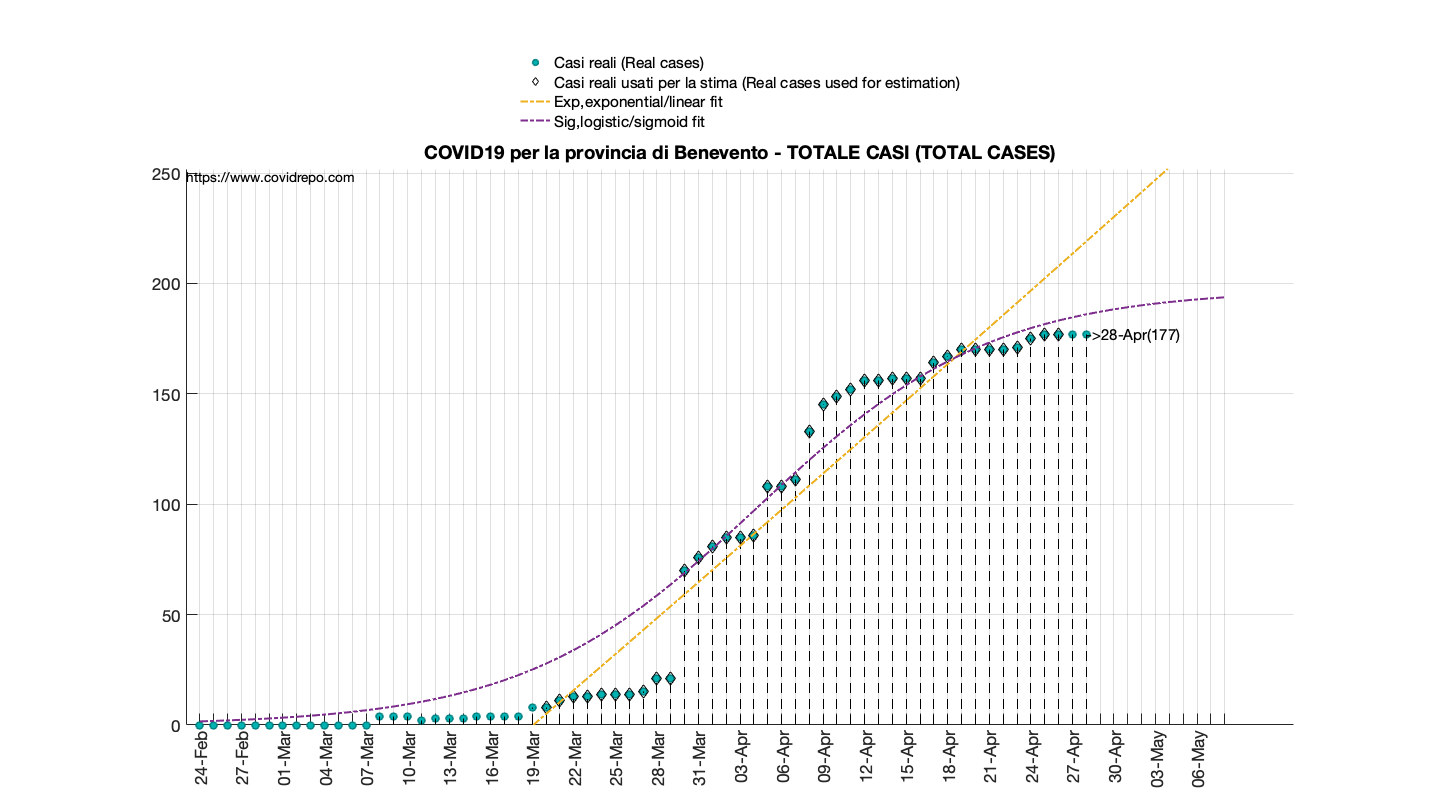 Casi reali (Real cases)
Casi reali usati per la stima (Real cases used for estimation)
Exp,exponential/linear fit
Sig,logistic/sigmoid fit
COVID19 per la provincia di Benevento - TOTALE CASI (TOTAL CASES)
https://www.covidrepo.com
250
200
150
100
50
0
->28-Apr(177)
24-Feb
27-Feb
01-Mar
04-Mar
07-Mar
10-Mar
13-Mar
16-Mar
19-Mar
22-Mar
25-Mar
28-Mar
31-Mar
03-Apr
06-Apr
09-Apr
12-Apr
15-Apr
18-Apr
21-Apr
24-Apr
27-Apr
30-Apr
03-May
06-May